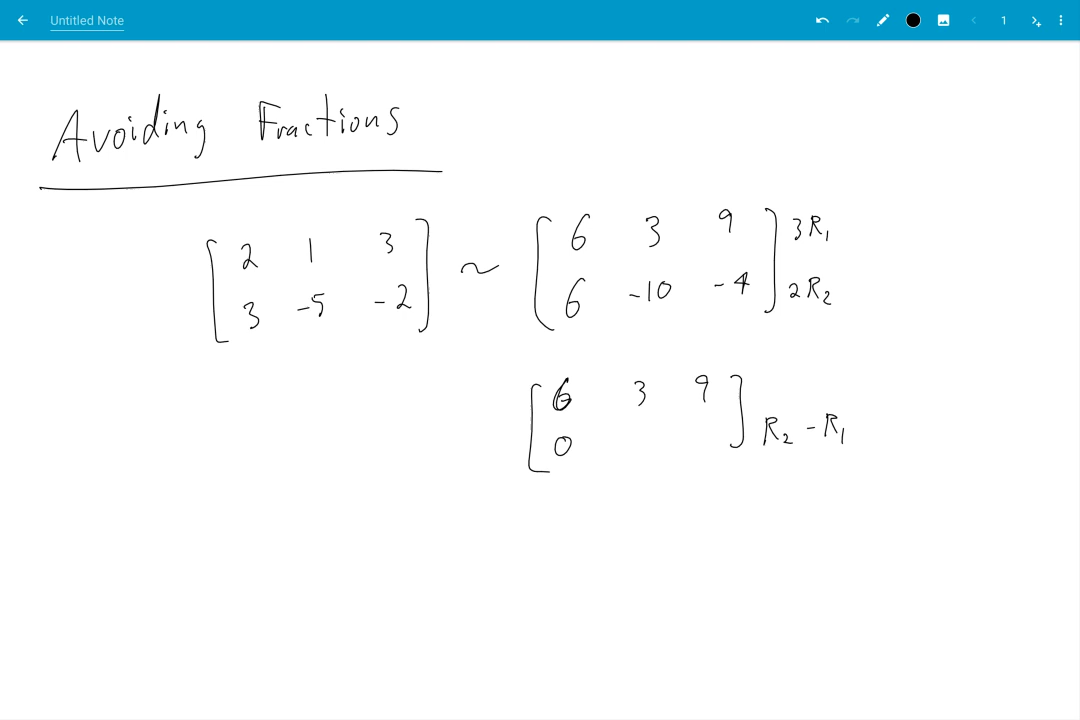 Untitled Note
1
Avoiding Fractions
[2 1 3] ~ [6 3 9] 3R₁
[3 -5 -2] [6 -10 -4] 2R₂
[6 3 9]
[0 ] R₂ - R₁